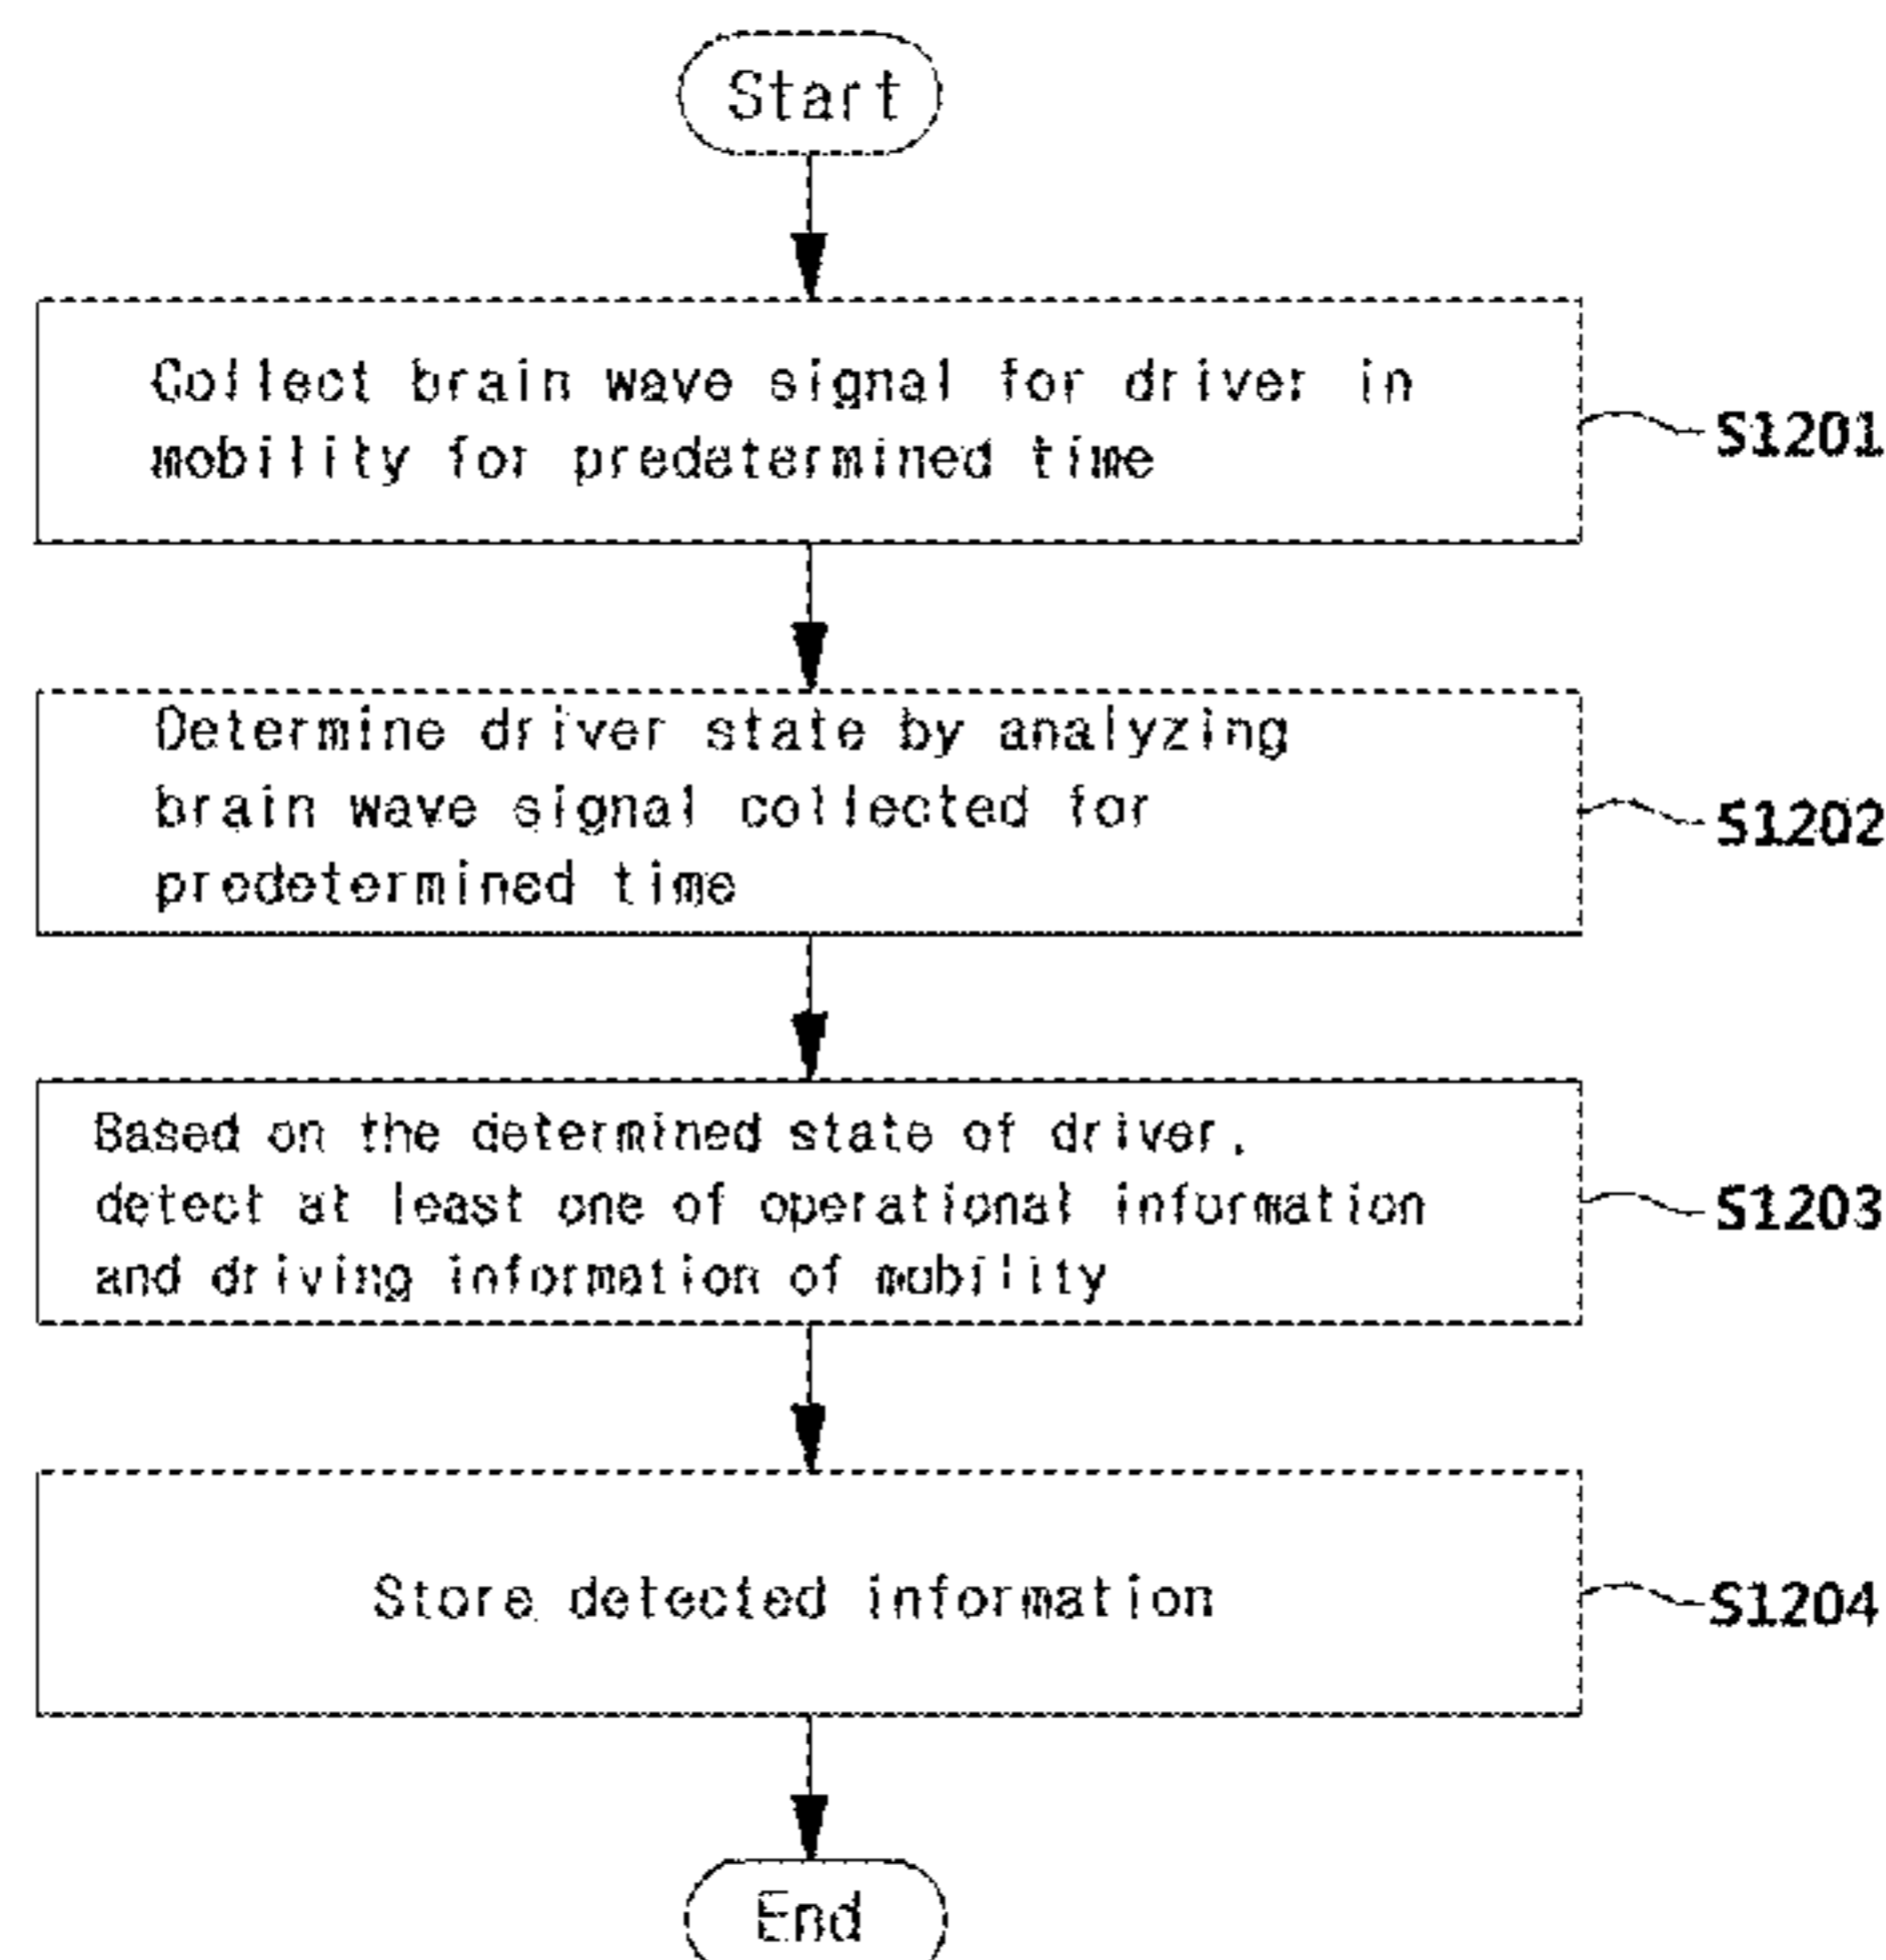 Start
Collect brain wave signal for driver in
mobility for predetermined time
S1201
Determine driver state by analyzing
brain wave signal collected for
predetermined time
S1202
Based on the determined state of driver,
detect at least one of operational information
and driving information of mobility
S1203
Store detected information
S1204
End